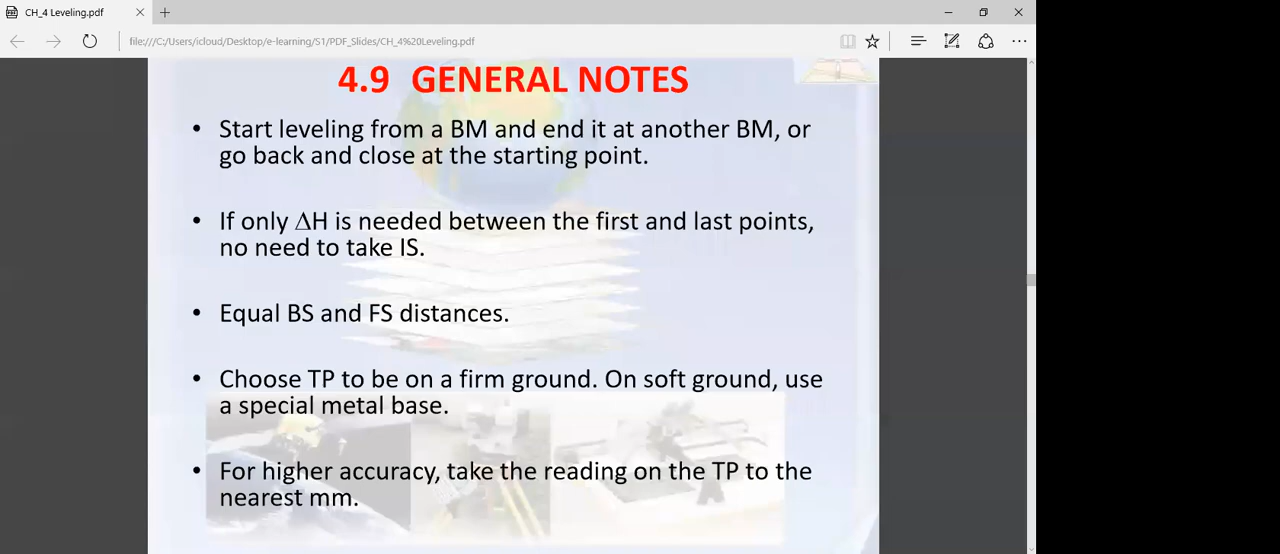 CH_4 Leveling.pdf
file:///C:/Users/icloud/Desktop/e-learning/S1/PDF_Slides/CH_4%20Leveling.pdf
4.9 GENERAL NOTES
• Start leveling from a BM and end it at another BM, or
go back and close at the starting point.
• If only ΔH is needed between the first and last points,
no need to take IS.
• Equal BS and FS distances.
• Choose TP to be on a firm ground. On soft ground, use
a special metal base.
• For higher accuracy, take the reading on the TP to the
nearest mm.